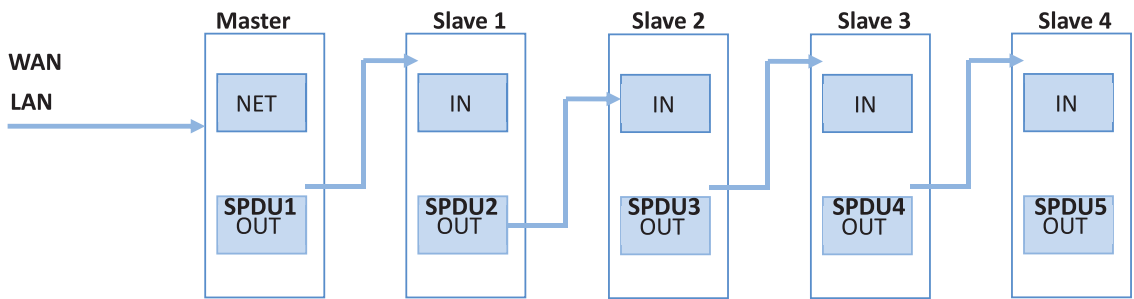 Master
Slave 1
Slave 2
Slave 3
Slave 4
WAN
LAN
NET
IN
IN
IN
IN
SPDU1
OUT
SPDU2
OUT
SPDU3
OUT
SPDU4
OUT
SPDU5
OUT